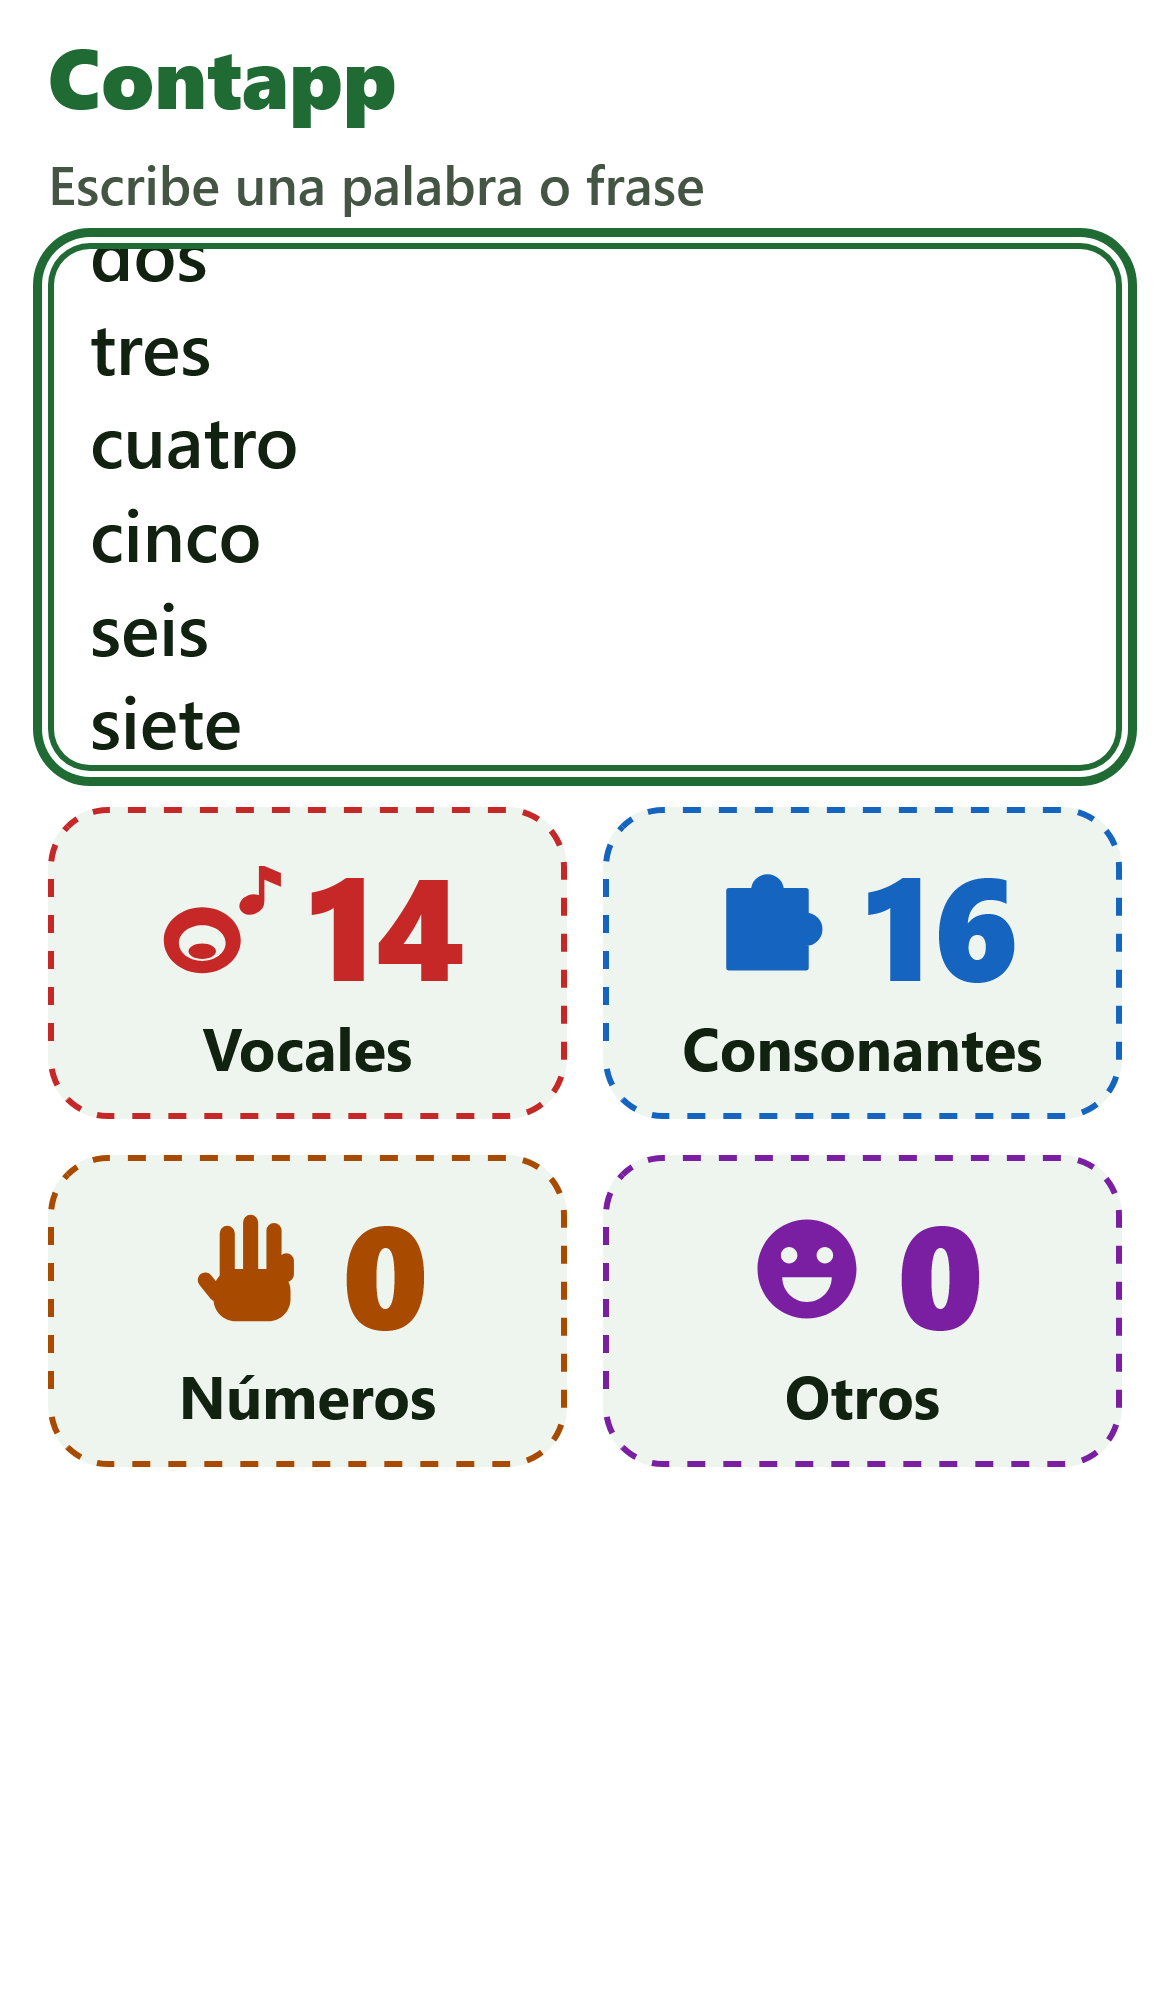 Contapp
Escribe una palabra o frase
dos
tres
cuatro
cinco
seis
siete
14
Vocales
16
Consonantes
0
Números
0
Otros